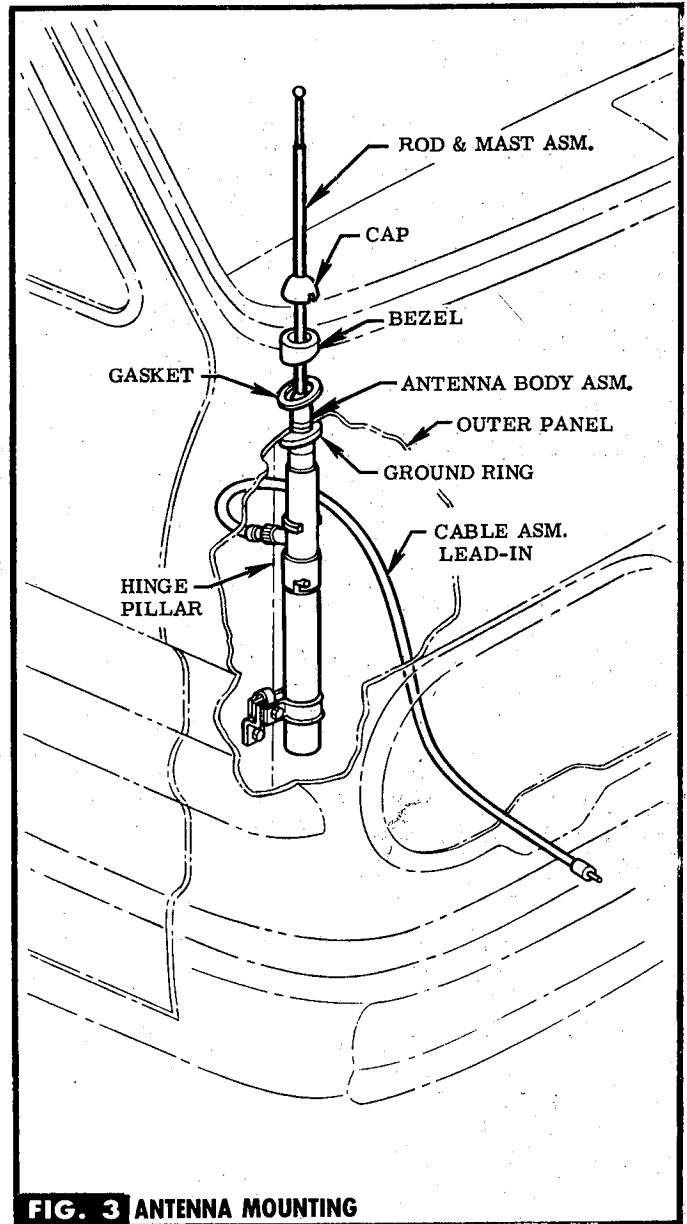 ROD & MAST ASM.
CAP
BEZEL
GASKET
ANTENNA BODY ASM.
OUTER PANEL
GROUND RING
CABLE ASM.
LEAD-IN
HINGE
PILLAR
FIG. 3 ANTENNA MOUNTING